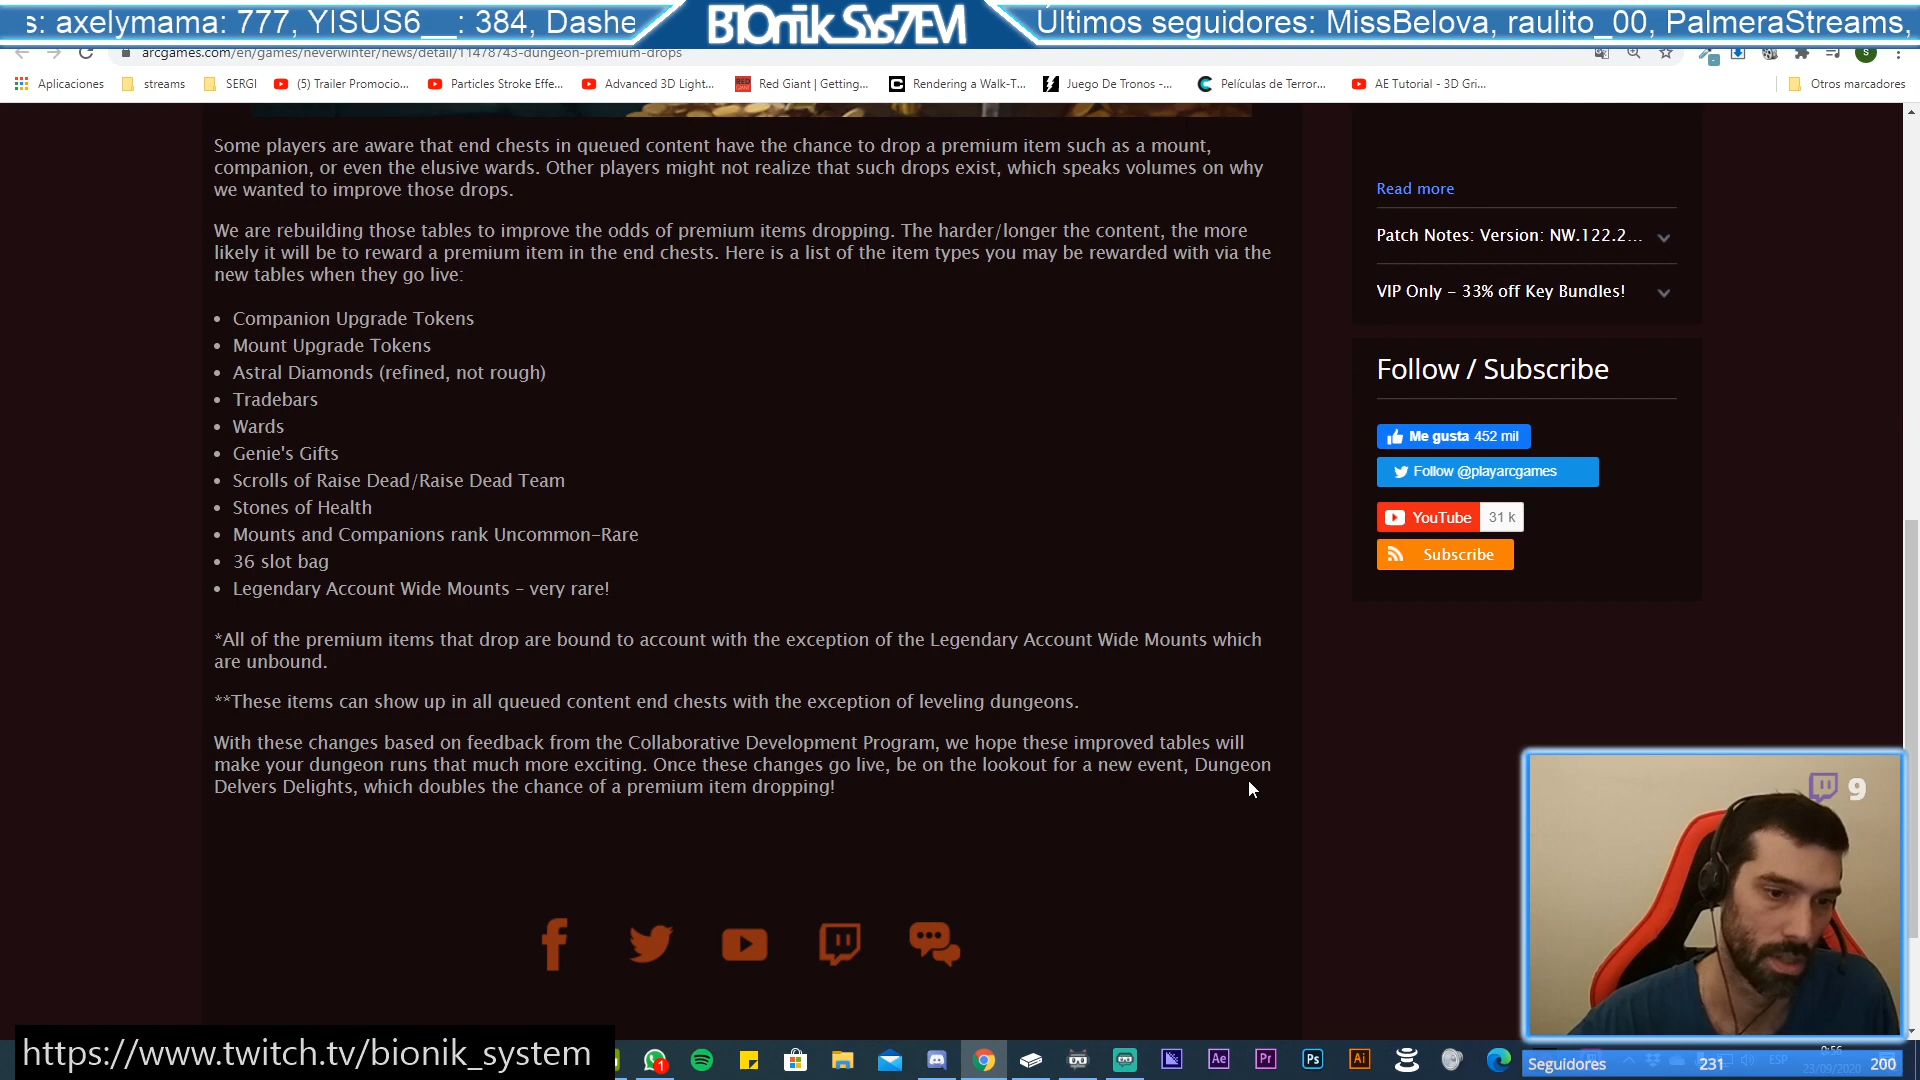 s: axelymama: 777, YISUS6__: 384, Dashe
BIONIK SYSTEM
Últimos seguidores: MissBelova, raulito_00, PalmeraStreams,
arcgames.com/en/games/neverwinter/news/detail/11478743-dungeon-premium-drops
Aplicaciones
streams
SERGI
(5) Trailer Promocio...
Particles Stroke Effe...
Advanced 3D Light...
Red Giant | Getting...
Rendering a Walk-T...
Juego De Tronos -...
Películas de Terror...
AE Tutorial - 3D Gri...
Otros marcadores
Some players are aware that end chests in queued content have the chance to drop a premium item such as a mount,
companion, or even the elusive wards. Other players might not realize that such drops exist, which speaks volumes on why
we wanted to improve those drops.
We are rebuilding those tables to improve the odds of premium items dropping. The harder/longer the content, the more
likely it will be to reward a premium item in the end chests. Here is a list of the item types you may be rewarded with via the
new tables when they go live:
• Companion Upgrade Tokens
• Mount Upgrade Tokens
• Astral Diamonds (refined, not rough)
• Tradebars
• Wards
• Genie's Gifts
• Scrolls of Raise Dead/Raise Dead Team
• Stones of Health
• Mounts and Companions rank Uncommon-Rare
• 36 slot bag
• Legendary Account Wide Mounts – very rare!
*All of the premium items that drop are bound to account with the exception of the Legendary Account Wide Mounts which
are unbound.
**These items can show up in all queued content end chests with the exception of leveling dungeons.
With these changes based on feedback from the Collaborative Development Program, we hope these improved tables will
make your dungeon runs that much more exciting. Once these changes go live, be on the lookout for a new event, Dungeon
Delvers Delights, which doubles the chance of a premium item dropping!
Read more
Patch Notes: Version: NW.122.2...
VIP Only – 33% off Key Bundles!
Follow / Subscribe
Me gusta 452 mil
Follow @playarcgames
YouTube 31 k
Subscribe
9
https://www.twitch.tv/bionik_system
1
Ae
Pr
Ps
Ai
ESP
0:56
23/09/2020
Seguidores 231 200